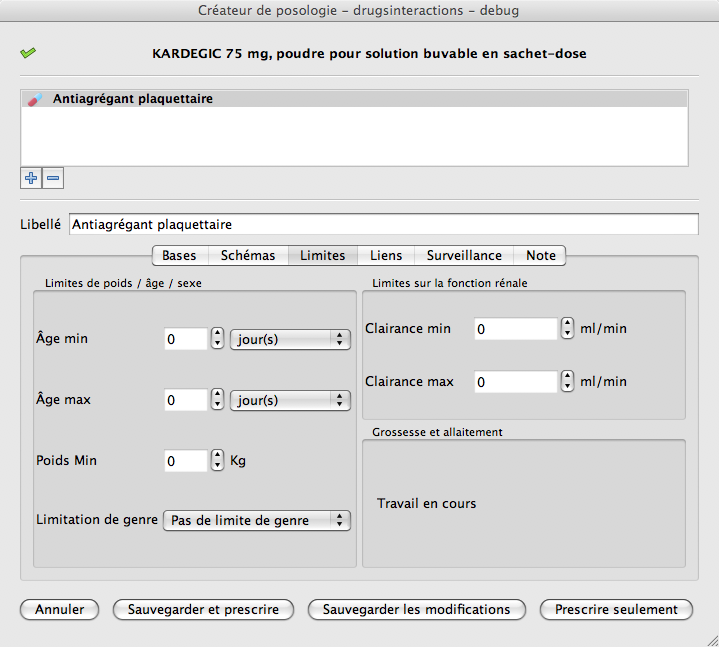 Créateur de posologie - drugsinteractions - debug
KARDEGIC 75 mg, poudre pour solution buvable en sachet-dose
Antiagrégant plaquettaire
Libellé Antiagrégant plaquettaire
Bases Schémas Limites Liens Surveillance Note
Limites de poids / âge / sexe
Âge min 0 jour(s)
Âge max 0 jour(s)
Poids Min 0 Kg
Limitation de genre Pas de limite de genre
Limites sur la fonction rénale
Clairance min 0 ml/min
Clairance max 0 ml/min
Grossesse et allaitement
Travail en cours
Annuler Sauvegarder et prescrire Sauvegarder les modifications Prescrire seulement